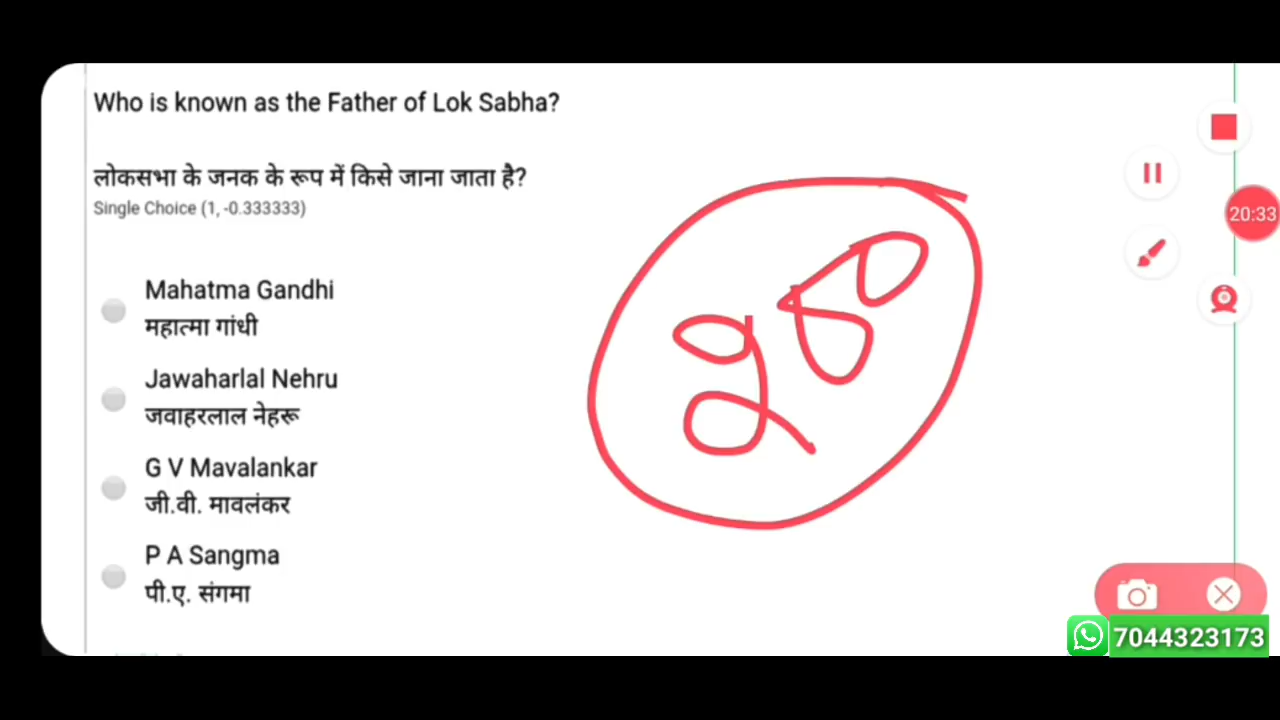 Who is known as the Father of Lok Sabha?
लोकसभा के जनक के रूप में किसे जाना जाता है?
Single Choice (1, -0.333333)
Mahatma Gandhi
महात्मा गांधी
Jawaharlal Nehru
जवाहरलाल नेहरू
G V Mavalankar
जी.वी. मावलंकर
P A Sangma
पी.ए. संगमा
20:33
7044323173